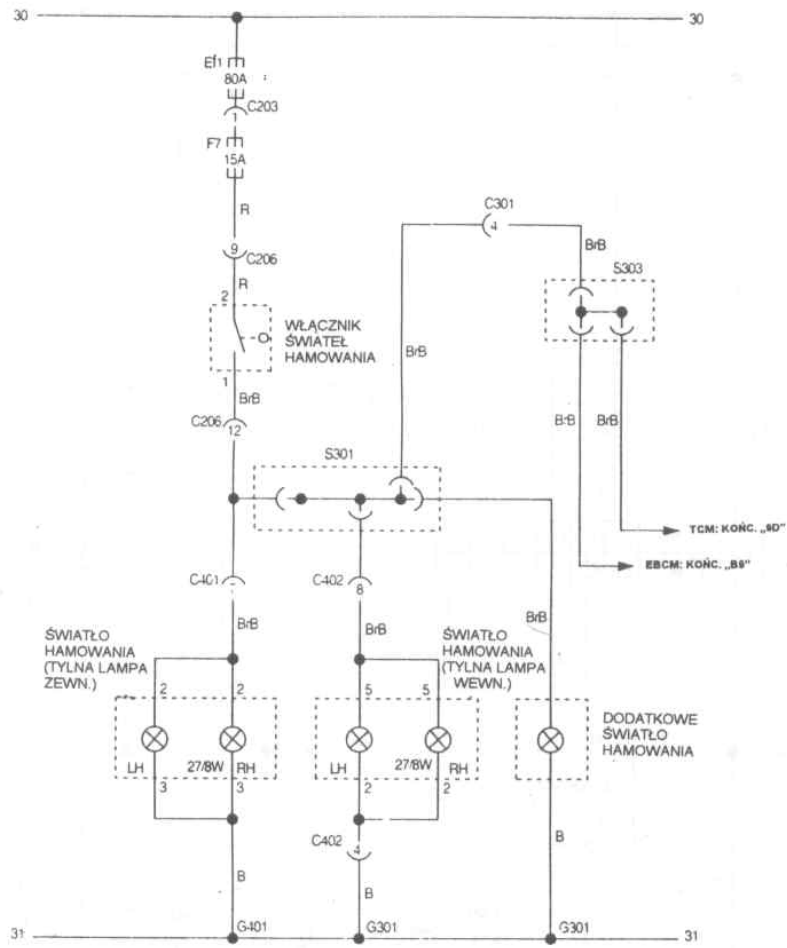 30
30
Ef1
80A
C203
1
F7
15A
R
C301
4
9
C206
BrB
S303
R
2
WŁĄCZNIK
ŚWIATEŁ
HAMOWANIA
BrB
1
BrB
BrB
BrB
C206
12
S301
TCM: KOŃC. „9D”
C401
C402
8
EBCM: KOŃC. „B9”
BrB
BrB
BrB
ŚWIATŁO
HAMOWANIA
(TYLNA LAMPA
ZEWN.)
ŚWIATŁO
HAMOWANIA
(TYLNA LAMPA
WEWN.)
2
2
5
5
DODATKOWE
ŚWIATŁO
HAMOWANIA
LH
27/8W
RH
LH
27/8W
RH
3
3
2
2
C402
4
B
B
B
G401
G301
G301
31
31